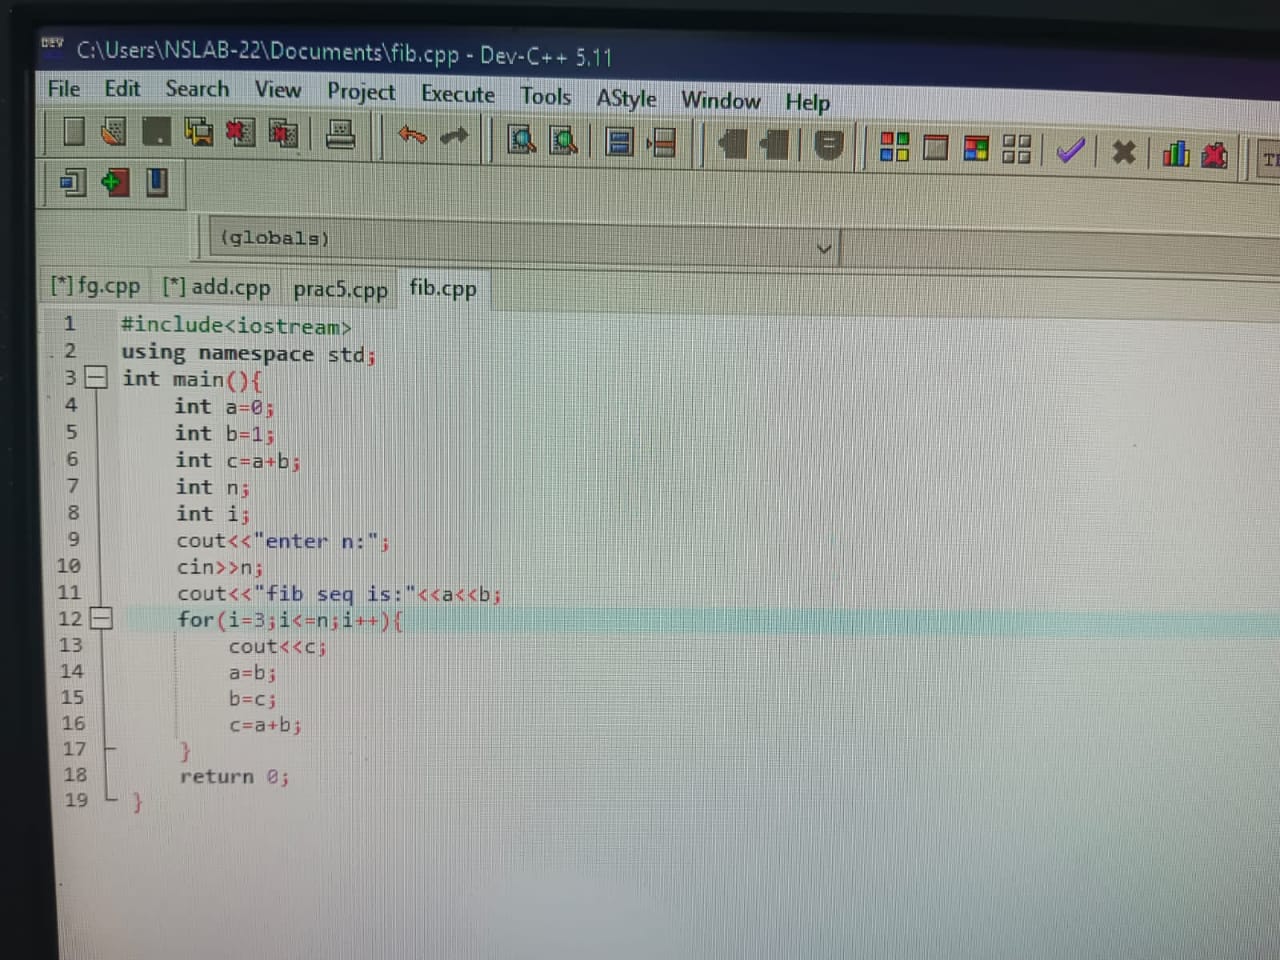 DEV C:\Users\NSLAB-22\Documents\fib.cpp - Dev-C++ 5.11
File Edit Search View Project Execute Tools AStyle Window Help
(globals)
[*] fg.cpp [*] add.cpp prac5.cpp fib.cpp
1 #include<iostream>
2 using namespace std;
3 int main(){
4 int a=0;
5 int b=1;
6 int c=a+b;
7 int n;
8 int i;
9 cout<<"enter n:";
10 cin>>n;
11 cout<<"fib seq is:"<<a<<b;
12 for(i=3;i<=n;i++){
13 cout<<c;
14 a=b;
15 b=c;
16 c=a+b;
17 }
18 return 0;
19 }